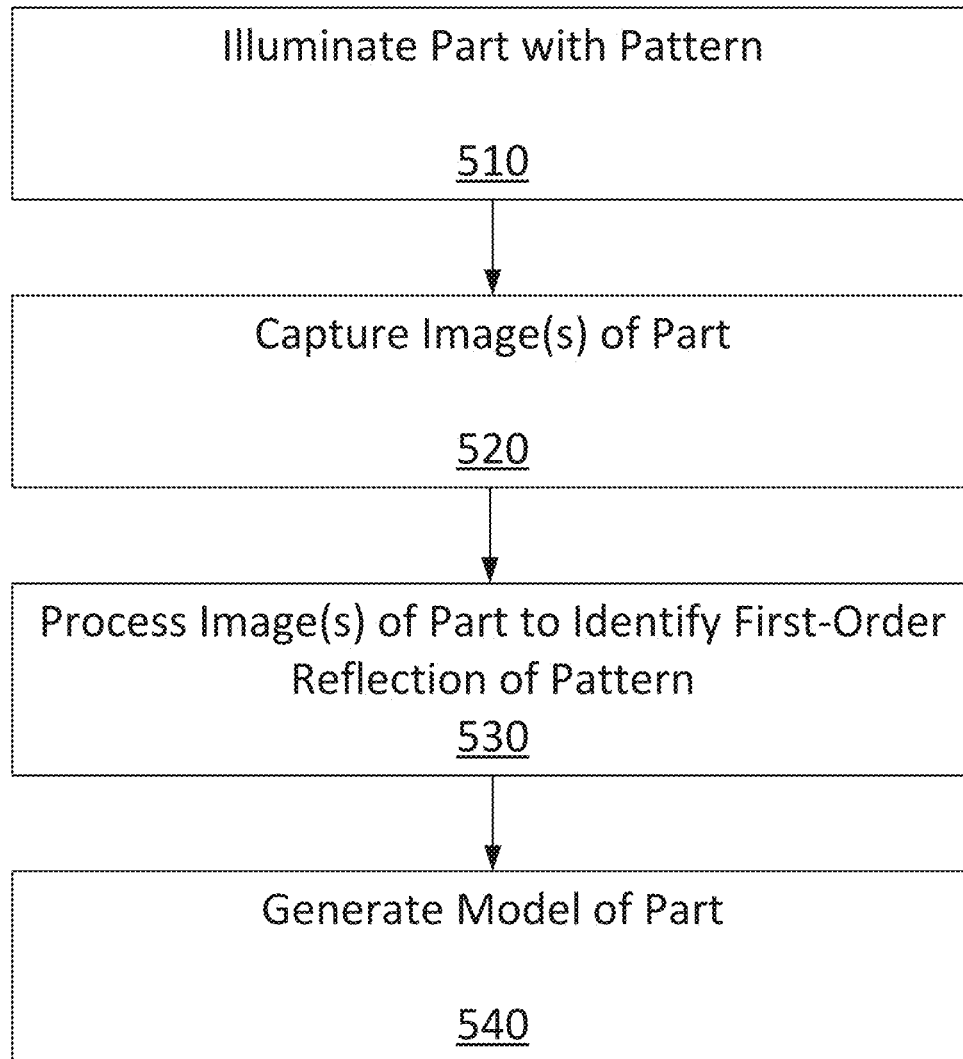 Illuminate Part with Pattern
510
Capture Image(s) of Part
520
Process Image(s) of Part to Identify First-Order
Reflection of Pattern
530
Generate Model of Part
540